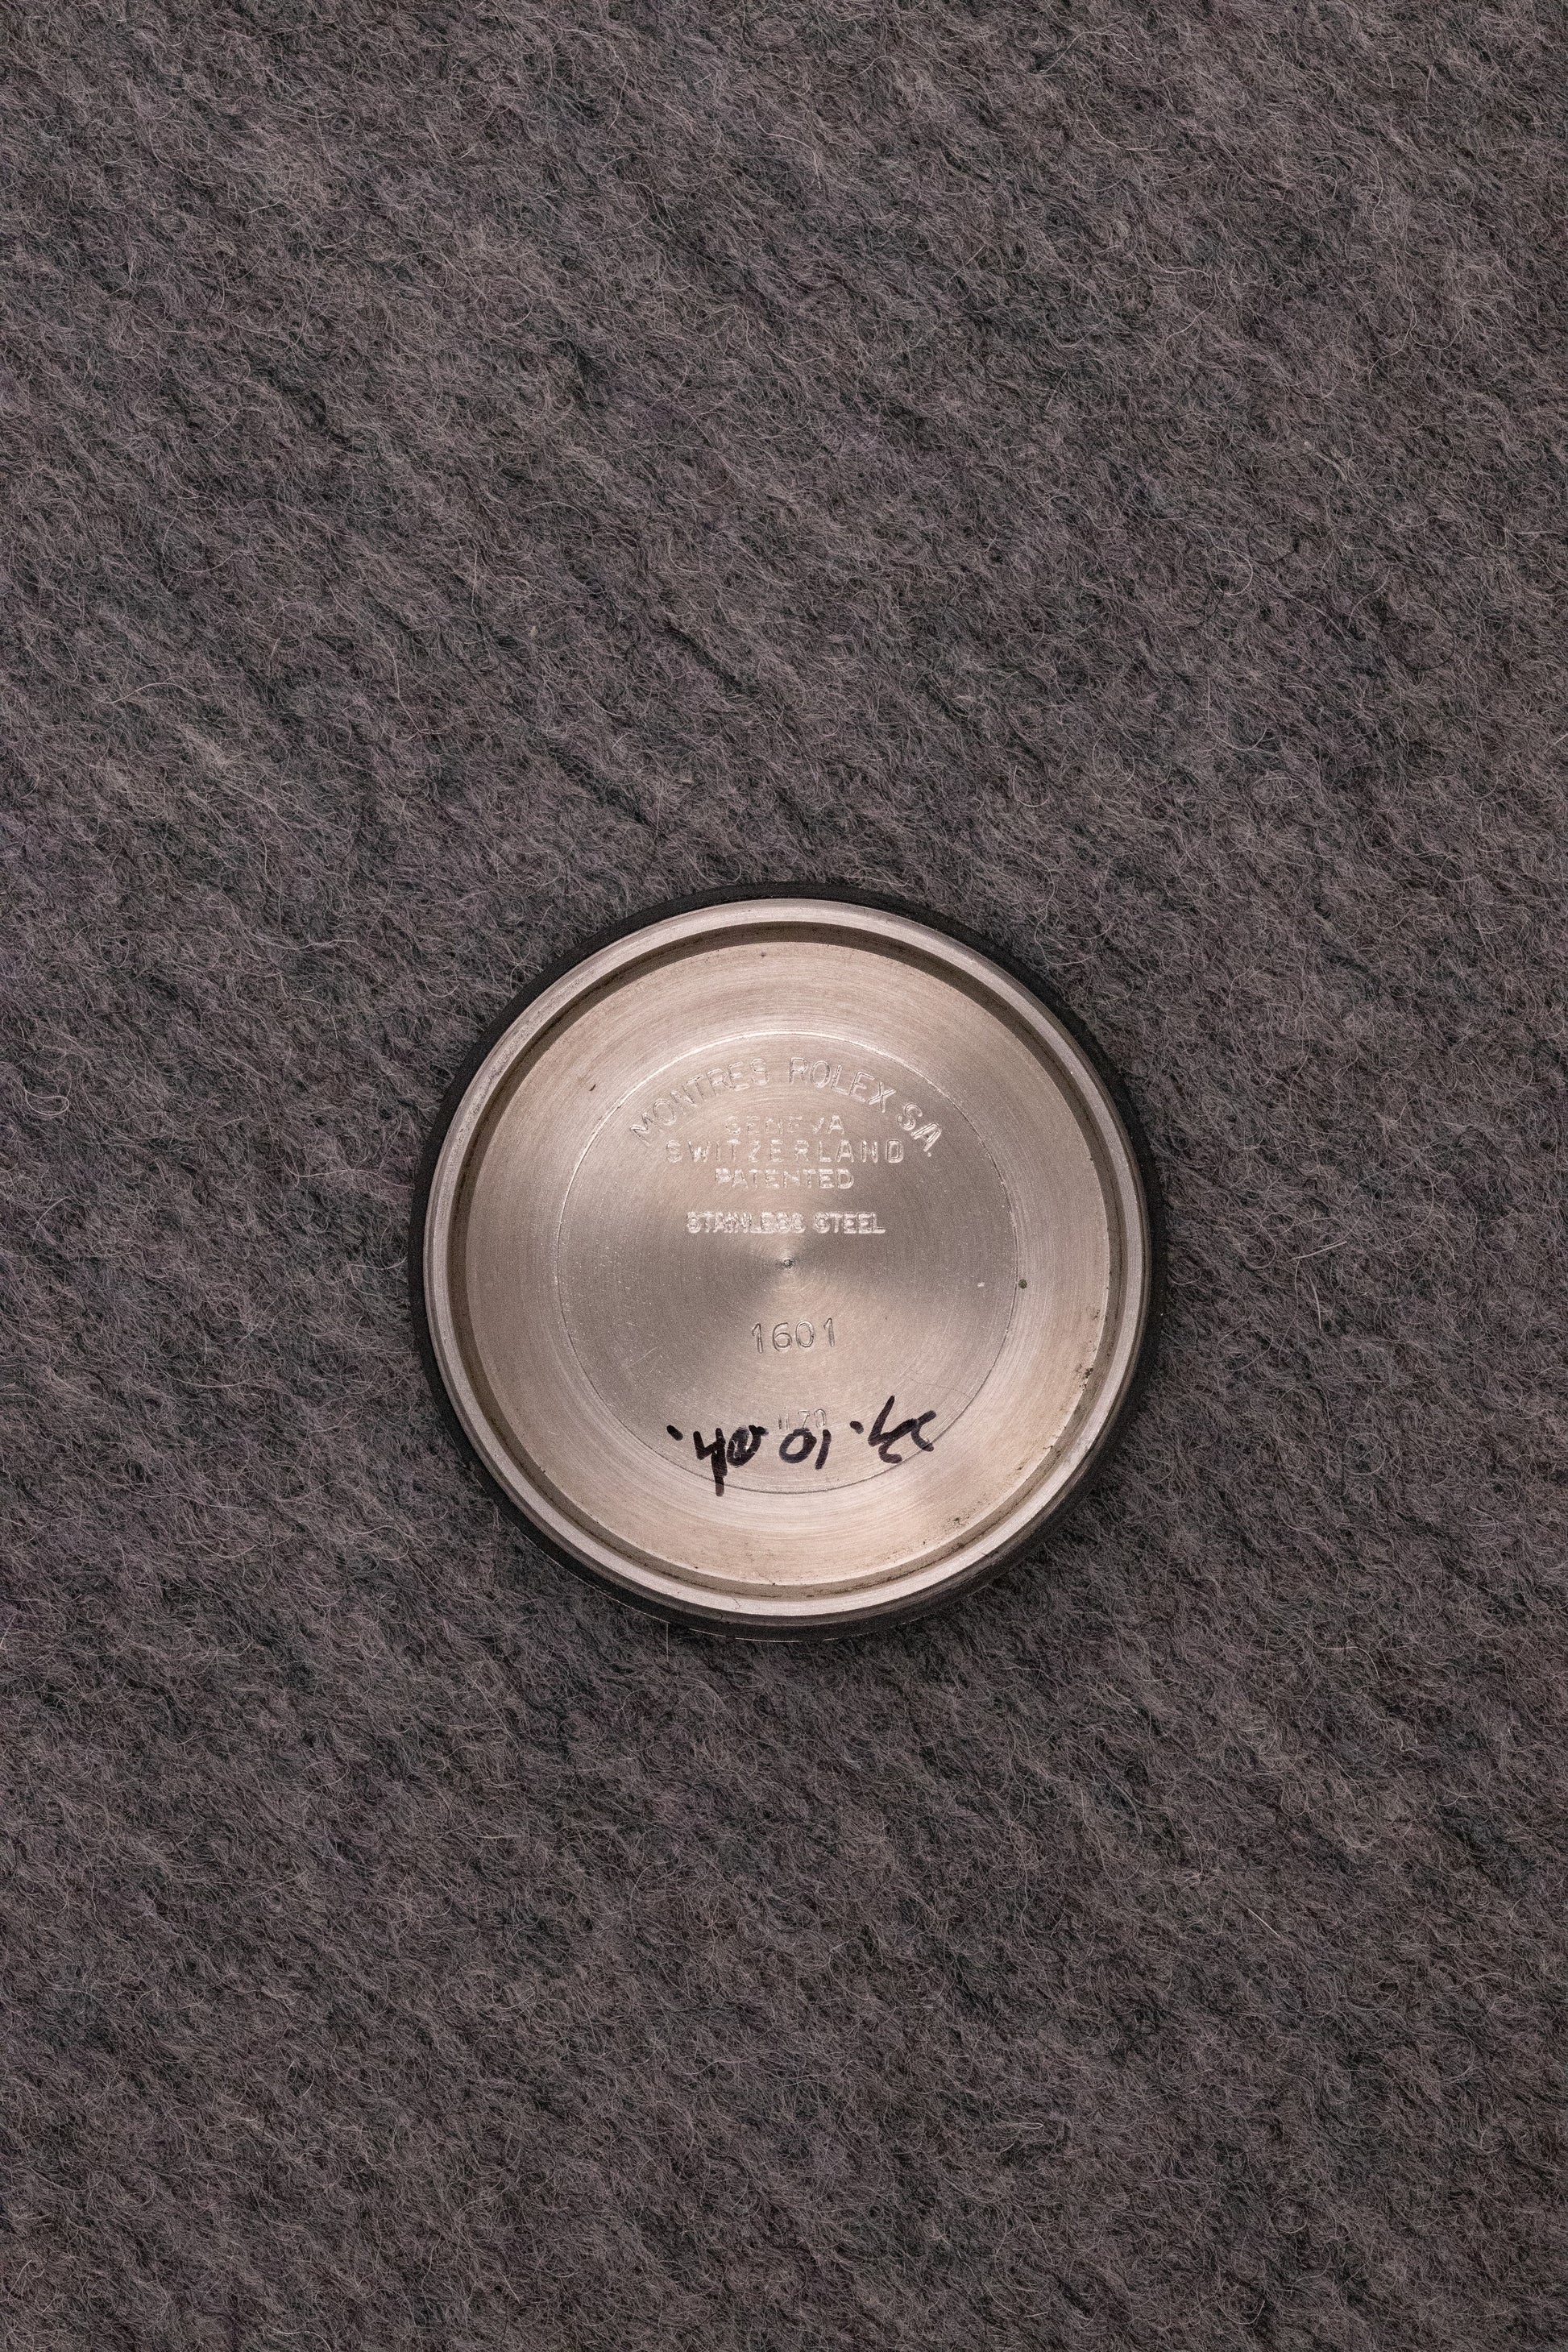 MONTRES ROLEX S.A.
GENEVA
SWITZERLAND
PATENTED
STAINLESS STEEL
1601